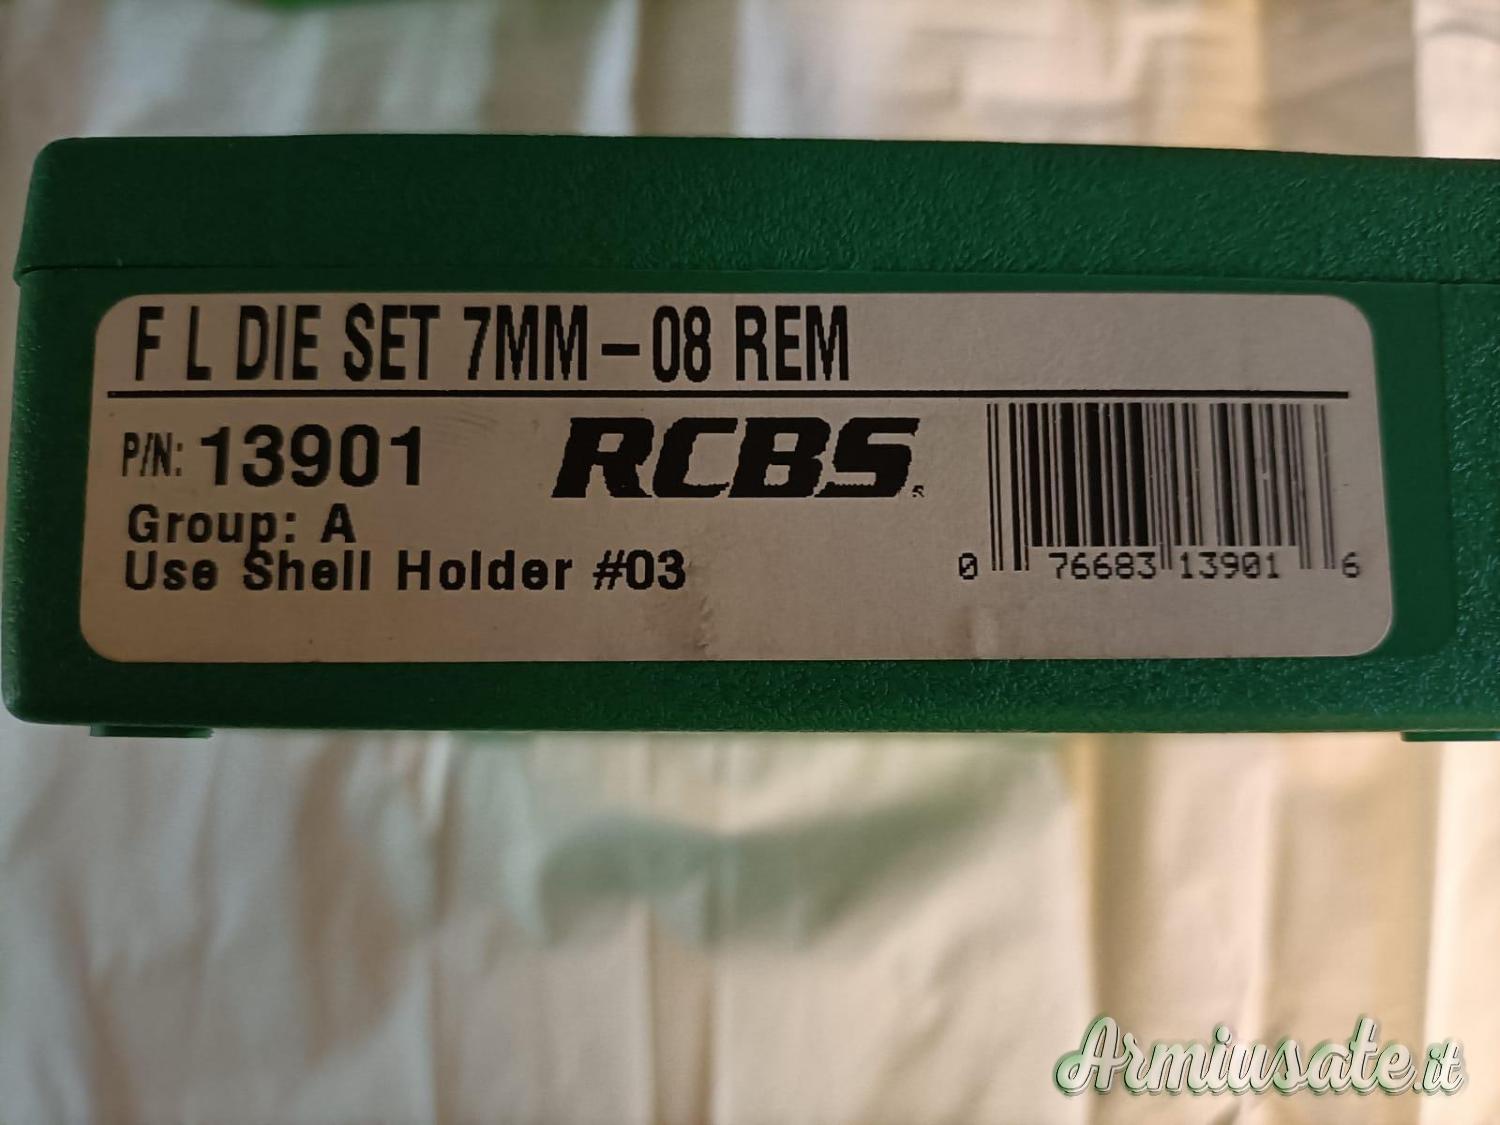 F L DIE SET 7MM-08 REM
P/N: 13901
RCBS
Group: A
Use Shell Holder #03
0 76683 13901 6
Armiusate.it